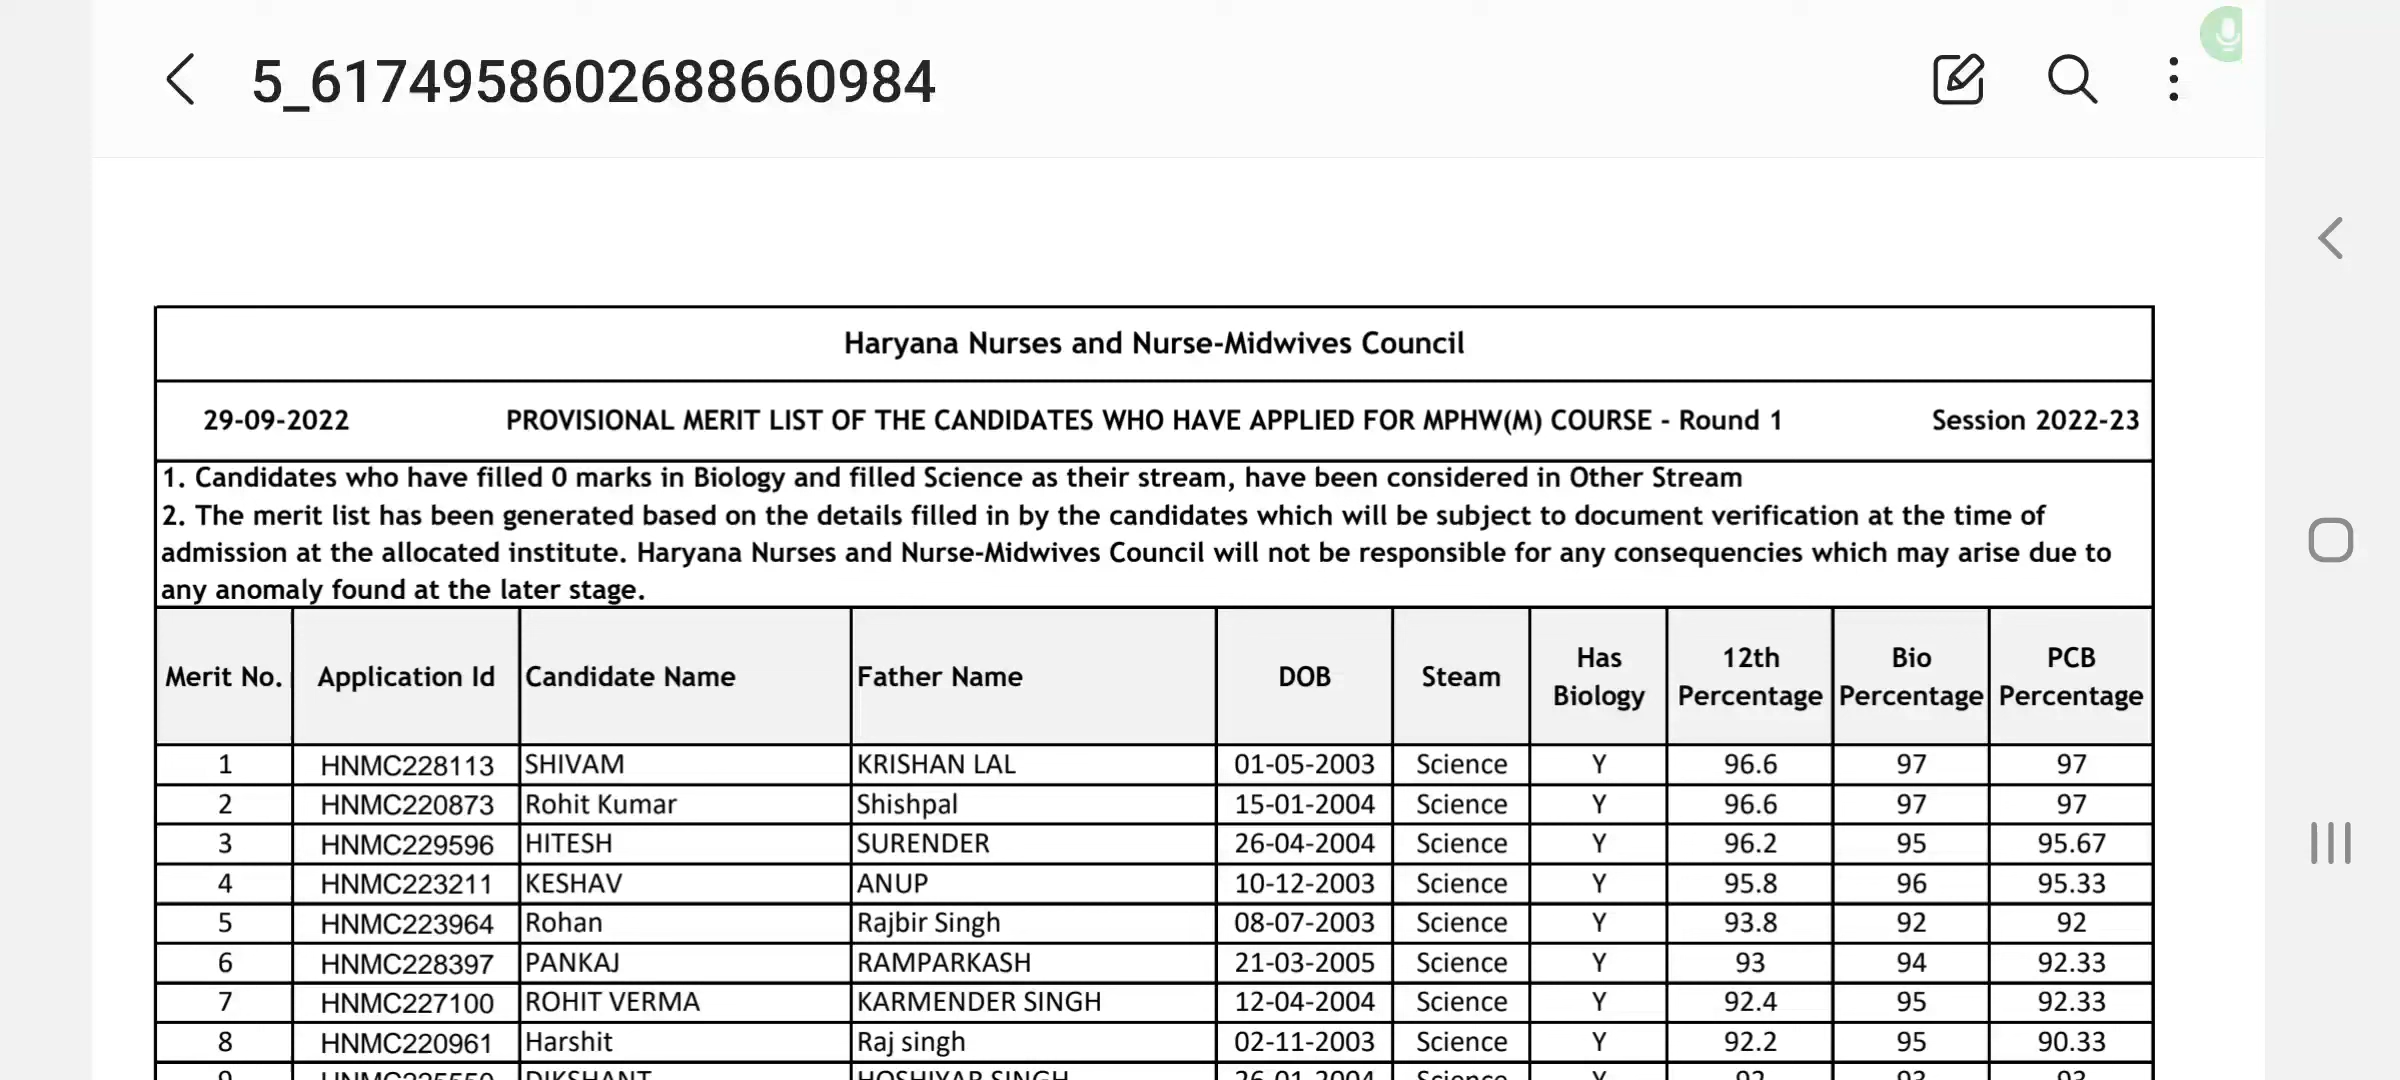 5_6174958602688660984
Haryana Nurses and Nurse-Midwives Council
29-09-2022 PROVISIONAL MERIT LIST OF THE CANDIDATES WHO HAVE APPLIED FOR MPHW(M) COURSE - Round 1 Session 2022-23
1. Candidates who have filled 0 marks in Biology and filled Science as their stream, have been considered in Other Stream
2. The merit list has been generated based on the details filled in by the candidates which will be subject to document verification at the time of
admission at the allocated institute. Haryana Nurses and Nurse-Midwives Council will not be responsible for any consequencies which may arise due to
any anomaly found at the later stage.
Merit No. Application Id Candidate Name Father Name DOB Steam Has Biology 12th Percentage Bio Percentage PCB Percentage
1 HNMC228113 SHIVAM KRISHAN LAL 01-05-2003 Science Y 96.6 97 97
2 HNMC220873 Rohit Kumar Shishpal 15-01-2004 Science Y 96.6 97 97
3 HNMC229596 HITESH SURENDER 26-04-2004 Science Y 96.2 95 95.67
4 HNMC223211 KESHAV ANUP 10-12-2003 Science Y 95.8 96 95.33
5 HNMC223964 Rohan Rajbir Singh 08-07-2003 Science Y 93.8 92 92
6 HNMC228397 PANKAJ RAMPARKASH 21-03-2005 Science Y 93 94 92.33
7 HNMC227100 ROHIT VERMA KARMENDER SINGH 12-04-2004 Science Y 92.4 95 92.33
8 HNMC220961 Harshit Raj singh 02-11-2003 Science Y 92.2 95 90.33
DIKSHANT HOSHIYAR SINGH 26-01-2004 Science Y 92